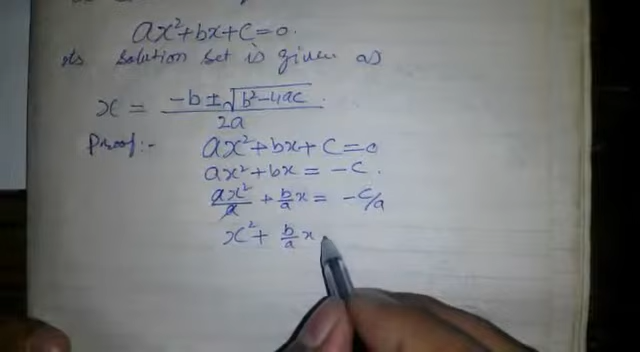 ax²+bx+c=0.
its solution set is given as
x = (-b±√(b²-4ac))/2a.
Proof:- ax²+bx+c=0
ax²+bx = -c.
ax²/a + b/a x = -c/a
x² + b/a x